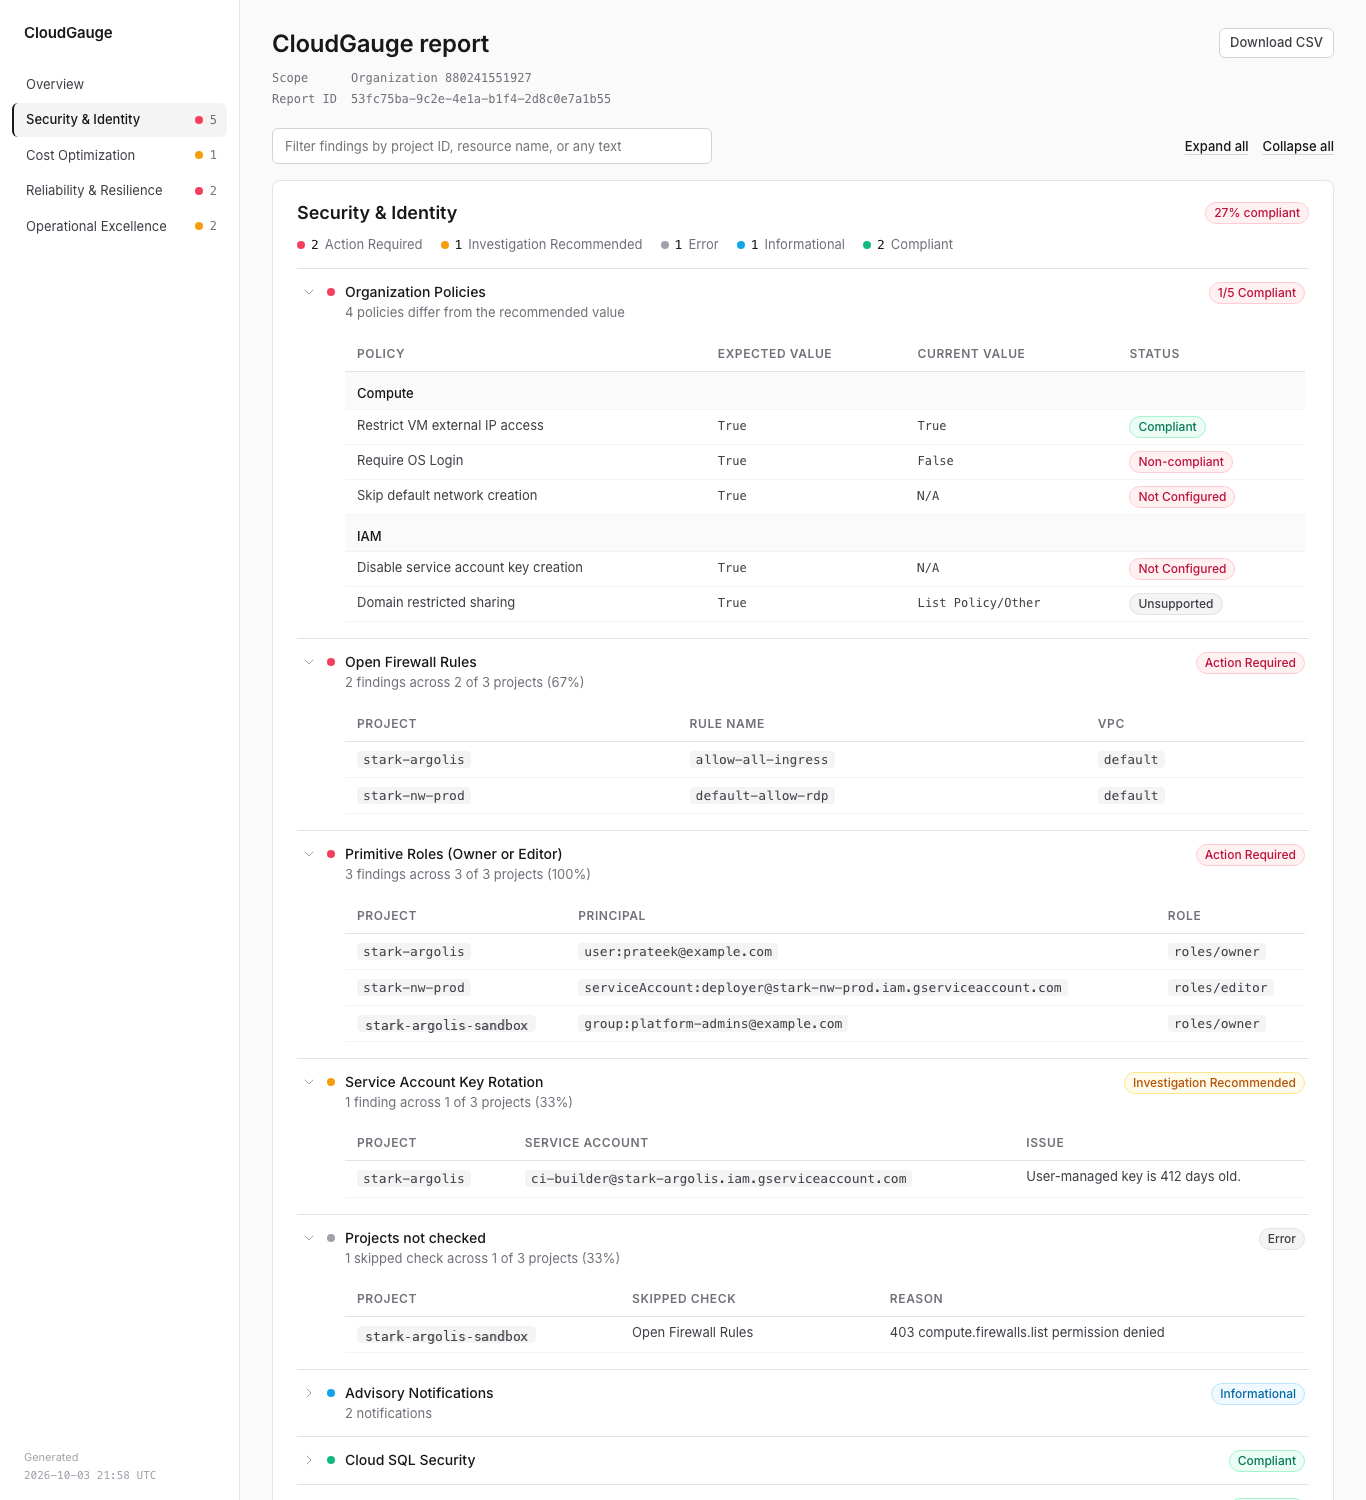 CloudGauge
Overview
Security & Identity 5
Cost Optimization 1
Reliability & Resilience 2
Operational Excellence 2
Generated
2026-10-03 21:58 UTC
CloudGauge report
Download CSV
Scope Organization 880241551927
Report ID 53fc75ba-9c2e-4e1a-b1f4-2d8c0e7a1b55
Filter findings by project ID, resource name, or any text
Expand all Collapse all
Security & Identity 27% compliant
2 Action Required 1 Investigation Recommended 1 Error 1 Informational 2 Compliant
Organization Policies 1/5 Compliant
4 policies differ from the recommended value
POLICY EXPECTED VALUE CURRENT VALUE STATUS
Compute
Restrict VM external IP access True True Compliant
Require OS Login True False Non-compliant
Skip default network creation True N/A Not Configured
IAM
Disable service account key creation True N/A Not Configured
Domain restricted sharing True List Policy/Other Unsupported
Open Firewall Rules Action Required
2 findings across 2 of 3 projects (67%)
PROJECT RULE NAME VPC
stark-argolis allow-all-ingress default
stark-nw-prod default-allow-rdp default
Primitive Roles (Owner or Editor) Action Required
3 findings across 3 of 3 projects (100%)
PROJECT PRINCIPAL ROLE
stark-argolis user:prateek@example.com roles/owner
stark-nw-prod serviceAccount:deployer@stark-nw-prod.iam.gserviceaccount.com roles/editor
stark-argolis-sandbox group:platform-admins@example.com roles/owner
Service Account Key Rotation Investigation Recommended
1 finding across 1 of 3 projects (33%)
PROJECT SERVICE ACCOUNT ISSUE
stark-argolis ci-builder@stark-argolis.iam.gserviceaccount.com User-managed key is 412 days old.
Projects not checked Error
1 skipped check across 1 of 3 projects (33%)
PROJECT SKIPPED CHECK REASON
stark-argolis-sandbox Open Firewall Rules 403 compute.firewalls.list permission denied
Advisory Notifications Informational
2 notifications
Cloud SQL Security Compliant